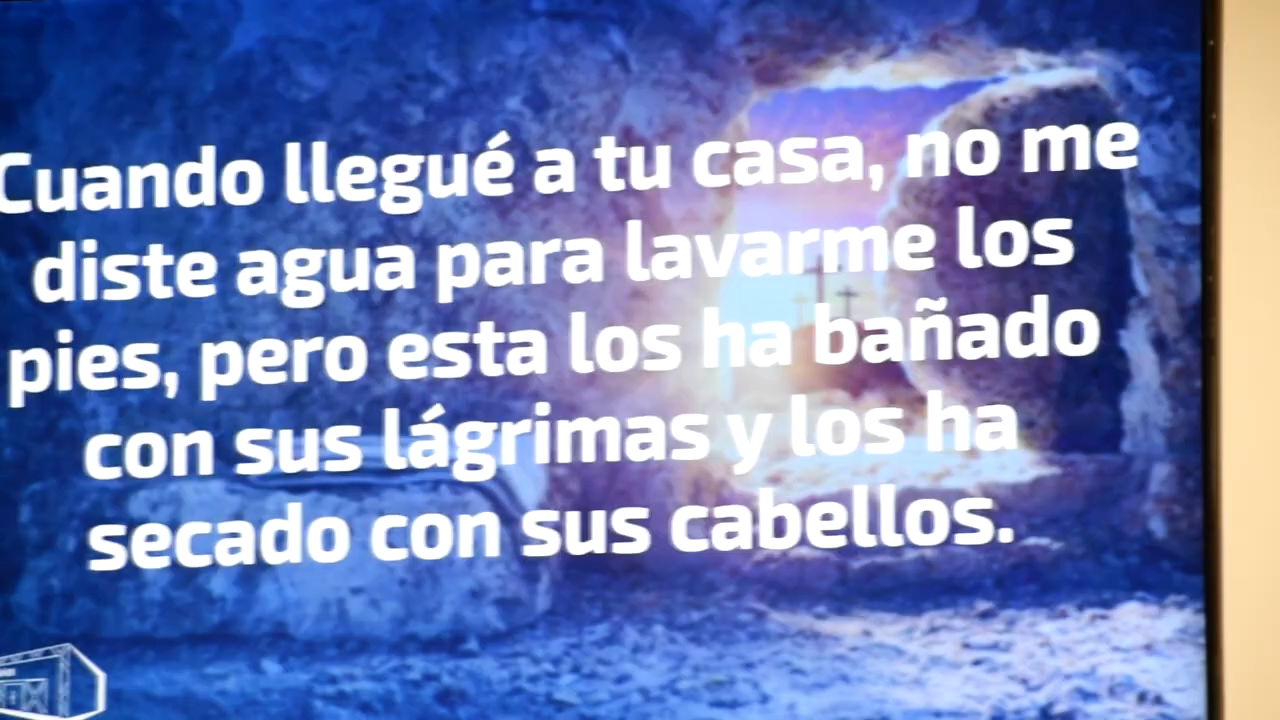 Cuando llegué a tu casa, no me
diste agua para lavarme los
pies, pero esta los ha bañado
con sus lágrimas y los ha
secado con sus cabellos.